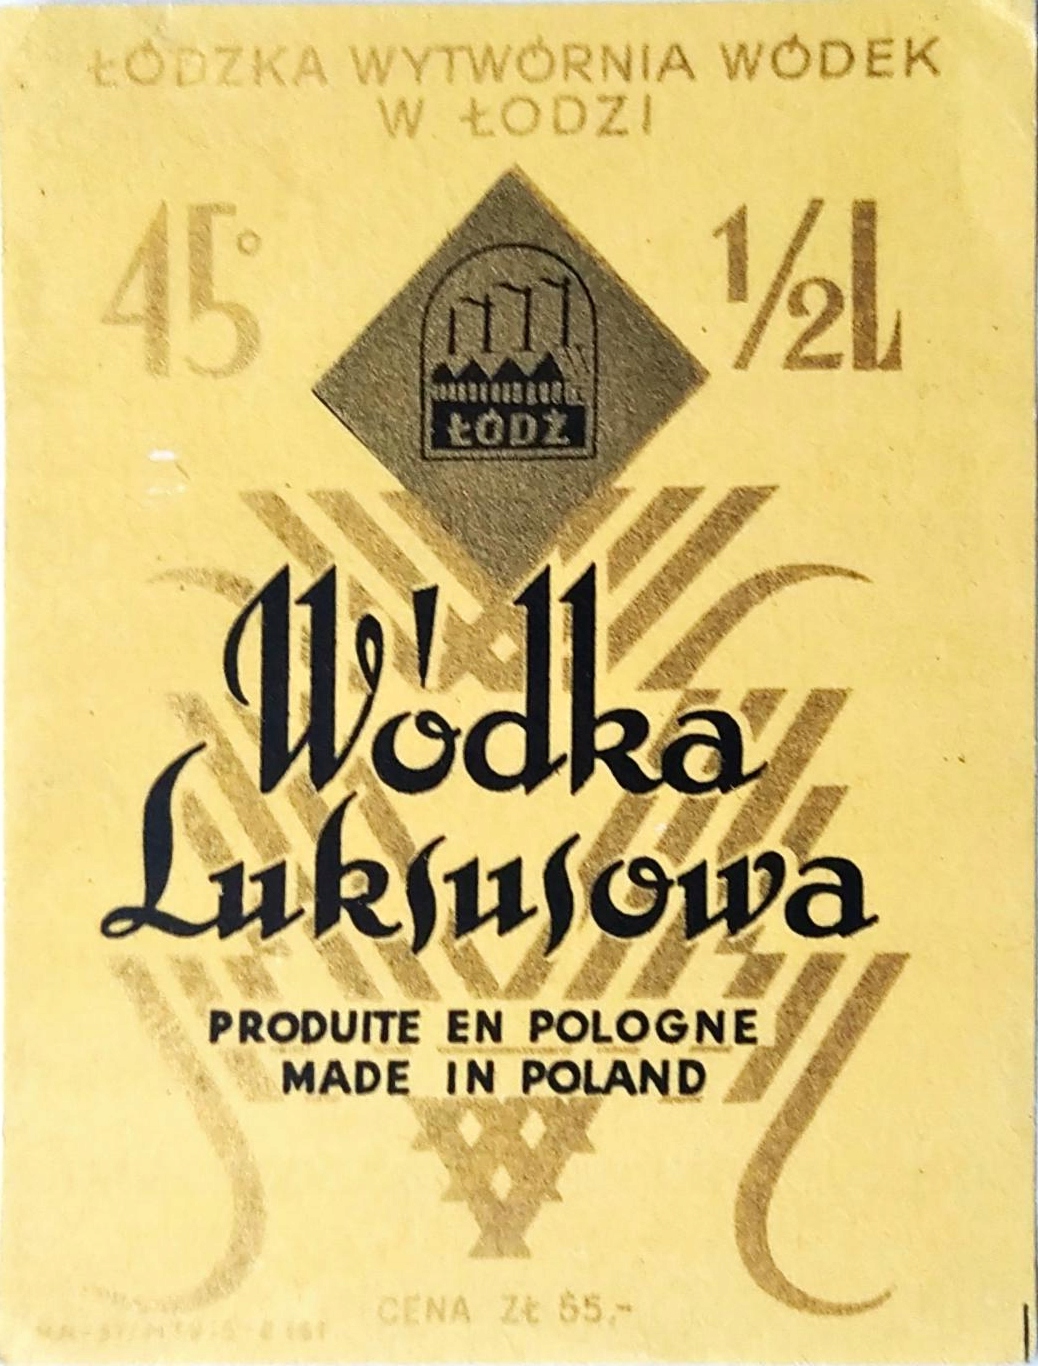 ŁÓDZKA WYTWÓRNIA WÓDEK
W ŁODZI
45° ½L
ŁÓDŹ
Wódka
Luksusowa
PRODUITE EN POLOGNE
MADE IN POLAND
CENA ZŁ 55,-